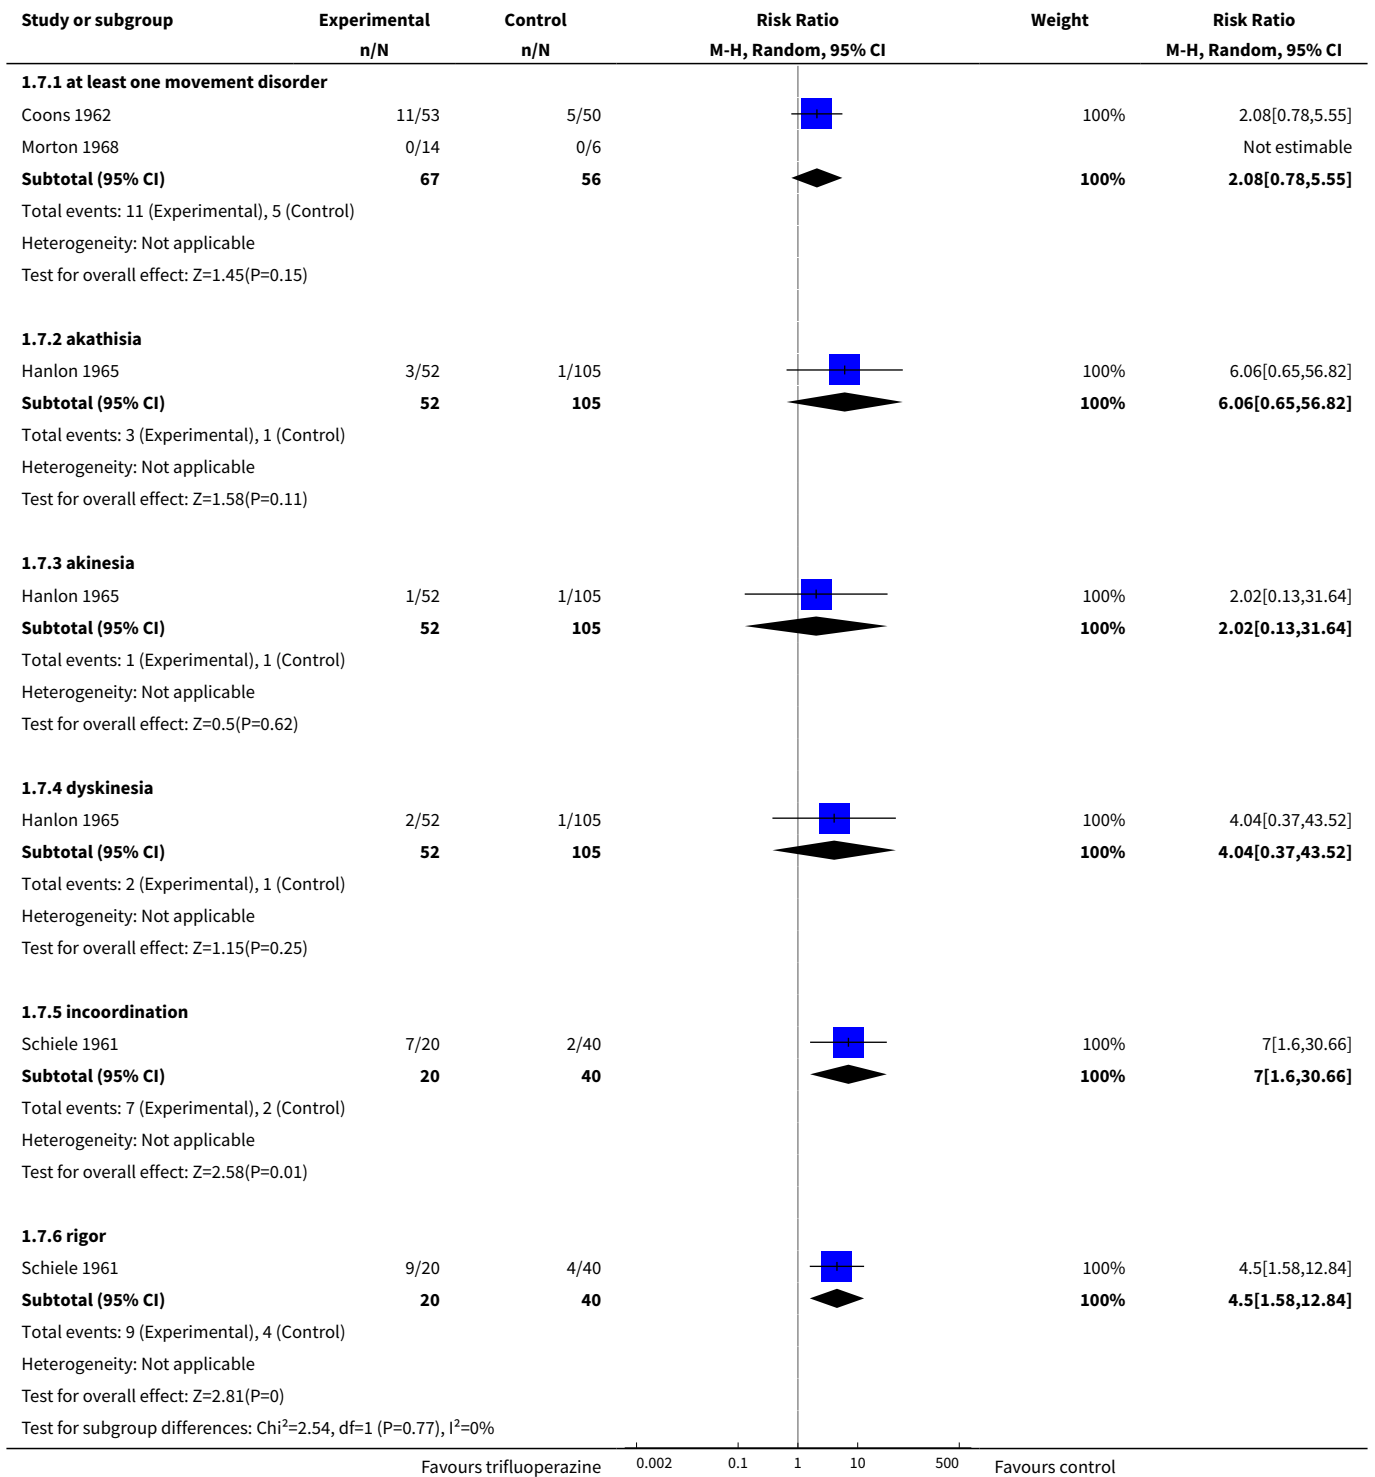 Study or subgroup Experimental Control Risk Ratio Weight Risk Ratio
n/N n/N M-H, Random, 95% CI M-H, Random, 95% CI
1.7.1 at least one movement disorder
Coons 1962 11/53 5/50 100% 2.08[0.78,5.55]
Morton 1968 0/14 0/6 Not estimable
Subtotal (95% CI) 67 56 100% 2.08[0.78,5.55]
Total events: 11 (Experimental), 5 (Control)
Heterogeneity: Not applicable
Test for overall effect: Z=1.45(P=0.15)
1.7.2 akathisia
Hanlon 1965 3/52 1/105 100% 6.06[0.65,56.82]
Subtotal (95% CI) 52 105 100% 6.06[0.65,56.82]
Total events: 3 (Experimental), 1 (Control)
Heterogeneity: Not applicable
Test for overall effect: Z=1.58(P=0.11)
1.7.3 akinesia
Hanlon 1965 1/52 1/105 100% 2.02[0.13,31.64]
Subtotal (95% CI) 52 105 100% 2.02[0.13,31.64]
Total events: 1 (Experimental), 1 (Control)
Heterogeneity: Not applicable
Test for overall effect: Z=0.5(P=0.62)
1.7.4 dyskinesia
Hanlon 1965 2/52 1/105 100% 4.04[0.37,43.52]
Subtotal (95% CI) 52 105 100% 4.04[0.37,43.52]
Total events: 2 (Experimental), 1 (Control)
Heterogeneity: Not applicable
Test for overall effect: Z=1.15(P=0.25)
1.7.5 incoordination
Schiele 1961 7/20 2/40 100% 7[1.6,30.66]
Subtotal (95% CI) 20 40 100% 7[1.6,30.66]
Total events: 7 (Experimental), 2 (Control)
Heterogeneity: Not applicable
Test for overall effect: Z=2.58(P=0.01)
1.7.6 rigor
Schiele 1961 9/20 4/40 100% 4.5[1.58,12.84]
Subtotal (95% CI) 20 40 100% 4.5[1.58,12.84]
Total events: 9 (Experimental), 4 (Control)
Heterogeneity: Not applicable
Test for overall effect: Z=2.81(P=0)
Test for subgroup differences: Chi²=2.54, df=1 (P=0.77), I²=0%
Favours trifluoperazine 0.002 0.1 1 10 500 Favours control